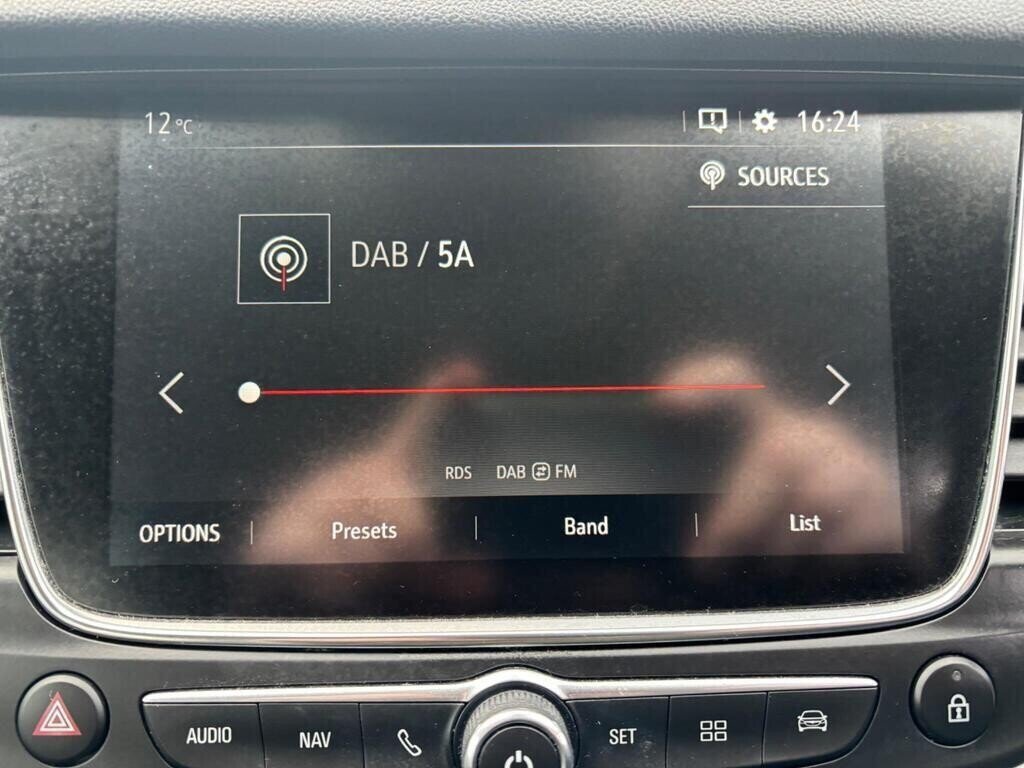 12 °C
16:24
SOURCES
DAB / 5A
RDS DAB FM
OPTIONS Presets Band List
AUDIO NAV SET